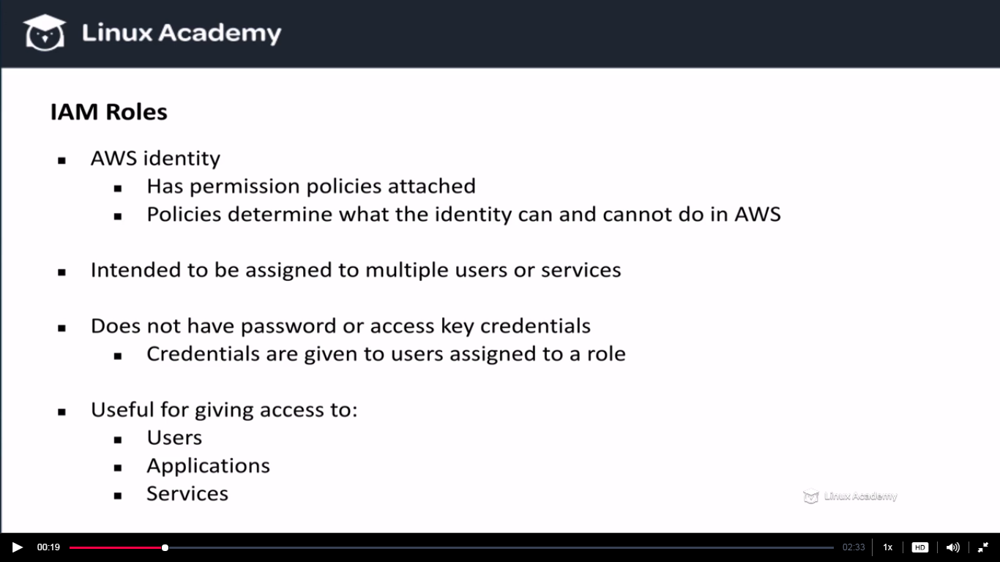 Linux Academy
IAM Roles
AWS identity
Has permission policies attached
Policies determine what the identity can and cannot do in AWS
Intended to be assigned to multiple users or services
Does not have password or access key credentials
Credentials are given to users assigned to a role
Useful for giving access to:
Users
Applications
Services
Linux Academy
00:19
02:33
1x
HD